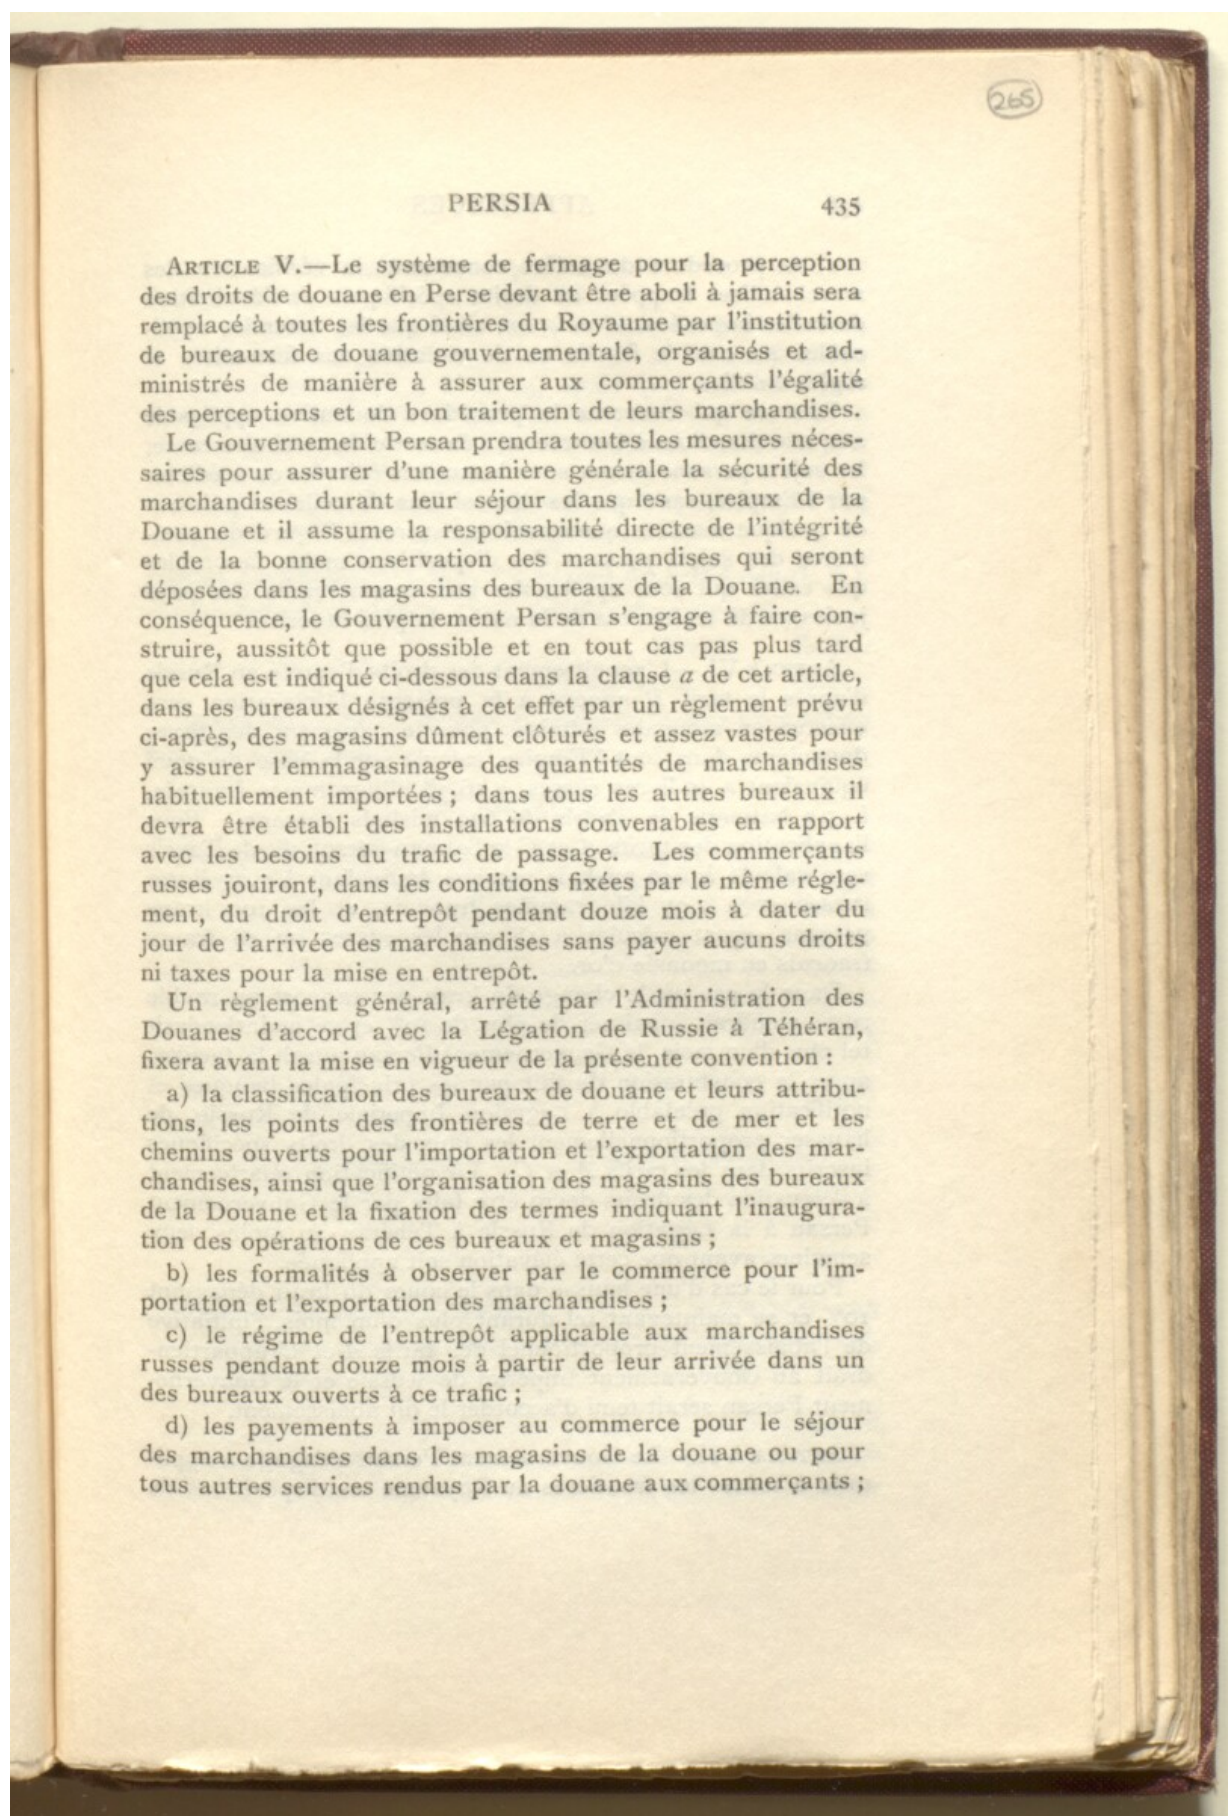 265
PERSIA 435
ARTICLE V.—Le système de fermage pour la perception
des droits de douane en Perse devant être aboli à jamais sera
remplacé à toutes les frontières du Royaume par l'institution
de bureaux de douane gouvernementale, organisés et ad-
ministrés de manière à assurer aux commerçants l'égalité
des perceptions et un bon traitement de leurs marchandises.
Le Gouvernement Persan prendra toutes les mesures néces-
saires pour assurer d'une manière générale la sécurité des
marchandises durant leur séjour dans les bureaux de la
Douane et il assume la responsabilité directe de l'intégrité
et de la bonne conservation des marchandises qui seront
déposées dans les magasins des bureaux de la Douane. En
conséquence, le Gouvernement Persan s'engage à faire con-
struire, aussitôt que possible et en tout cas pas plus tard
que cela est indiqué ci-dessous dans la clause a de cet article,
dans les bureaux désignés à cet effet par un règlement prévu
ci-après, des magasins dûment clôturés et assez vastes pour
y assurer l'emmagasinage des quantités de marchandises
habituellement importées ; dans tous les autres bureaux il
devra être établi des installations convenables en rapport
avec les besoins du trafic de passage. Les commerçants
russes jouiront, dans les conditions fixées par le même régle-
ment, du droit d'entrepôt pendant douze mois à dater du
jour de l'arrivée des marchandises sans payer aucuns droits
ni taxes pour la mise en entrepôt.
Un règlement général, arrêté par l'Administration des
Douanes d'accord avec la Légation de Russie à Téhéran,
fixera avant la mise en vigueur de la présente convention :
a) la classification des bureaux de douane et leurs attribu-
tions, les points des frontières de terre et de mer et les
chemins ouverts pour l'importation et l'exportation des mar-
chandises, ainsi que l'organisation des magasins des bureaux
de la Douane et la fixation des termes indiquant l'inaugura-
tion des opérations de ces bureaux et magasins ;
b) les formalités à observer par le commerce pour l'im-
portation et l'exportation des marchandises ;
c) le régime de l'entrepôt applicable aux marchandises
russes pendant douze mois à partir de leur arrivée dans un
des bureaux ouverts à ce trafic ;
d) les payements à imposer au commerce pour le séjour
des marchandises dans les magasins de la douane ou pour
tous autres services rendus par la douane aux commerçants ;